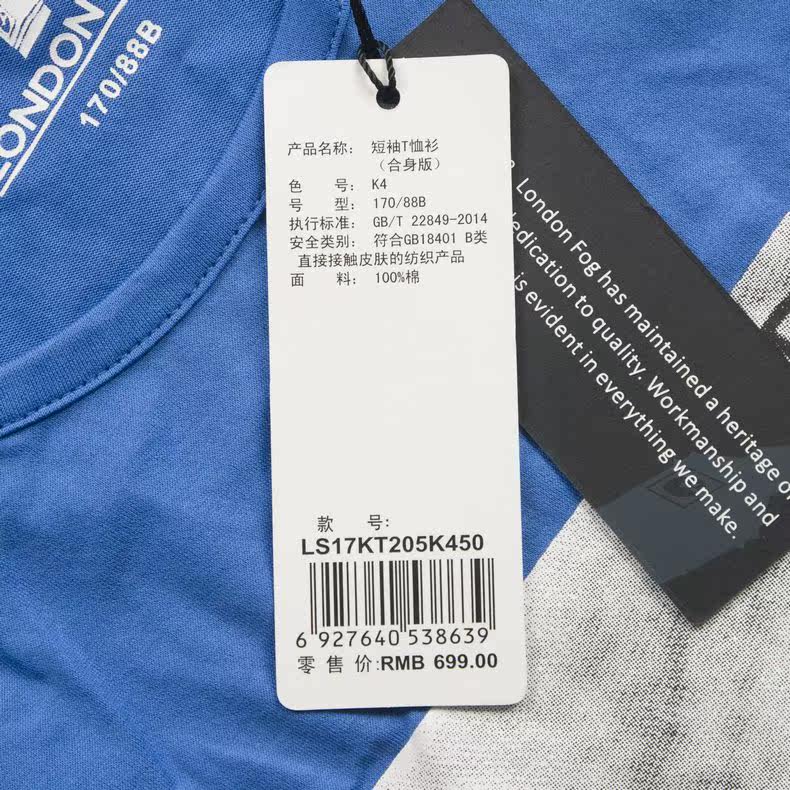 LONDON
170/88B
产品名称: 短袖T恤衫
（合身版）
色 号: K4
号 型: 170/88B
执行标准: GB/T 22849-2014
安全类别: 符合GB18401 B类
直接接触皮肤的纺织产品
面 料: 100%棉
款 号:
LS17KT205K450
6 927640 538639
零 售 价:RMB 699.00
London Fog has maintained a heritage of
dedication to quality. Workmanship and
is evident in everything we make.